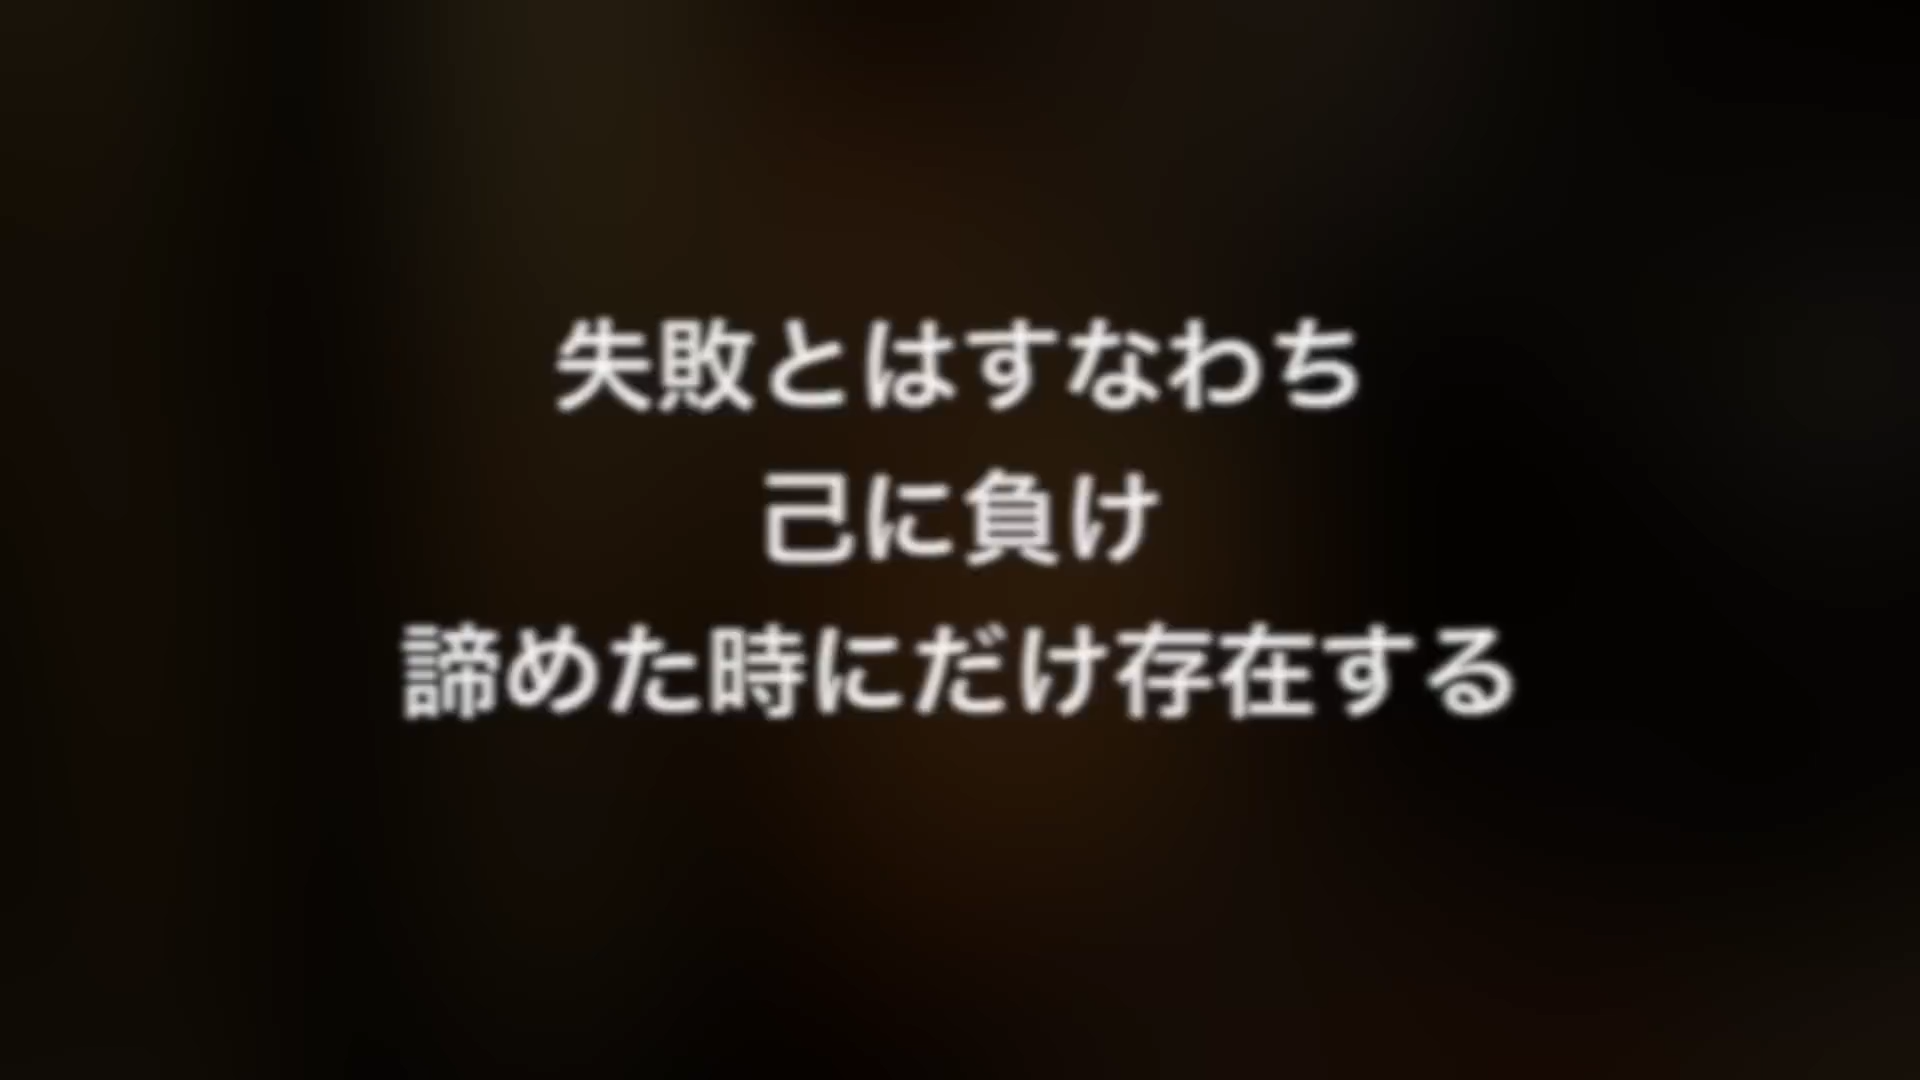 失敗とはすなわち
己に負け
諦めた時にだけ存在する